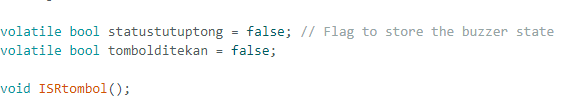 volatile bool statustutuptong = false; // Flag to store the buzzer state
volatile bool tombolditekan = false;
void ISRtombol();